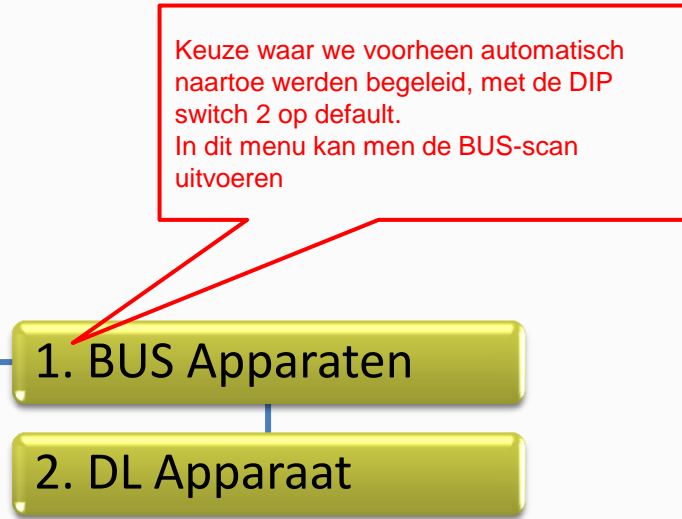 Keuze waar we voorheen automatisch
naartoe werden begeleid, met de DIP
switch 2 op default.
In dit menu kan men de BUS-scan
uitvoeren
1. BUS Apparaten
2. DL Apparaat